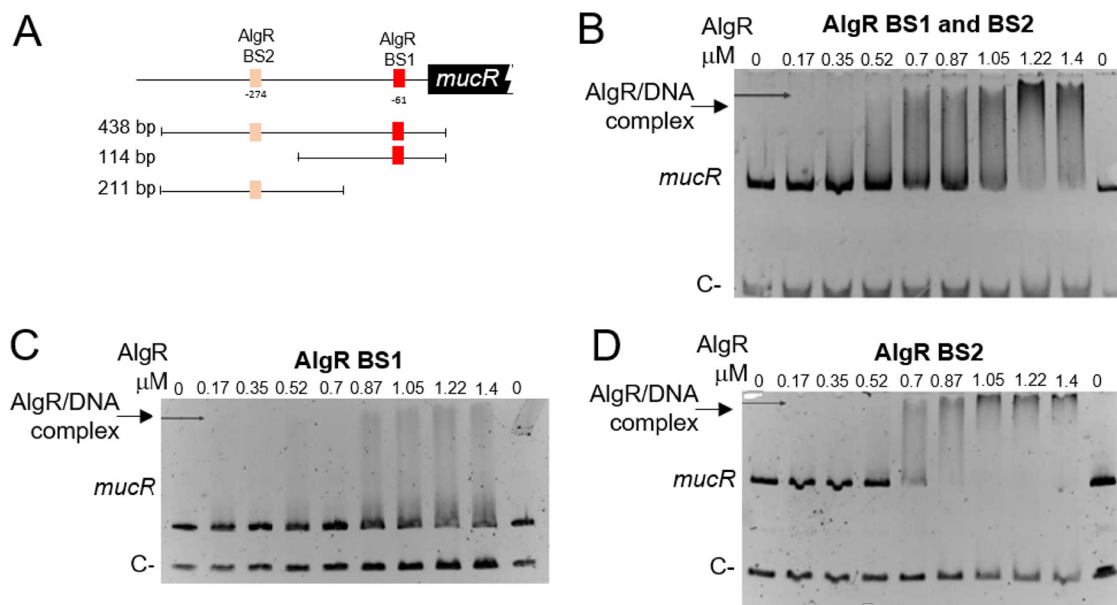 A
AlgR
BS2
AlgR
BS1
mucR
-274
-61
438 bp
114 bp
211 bp
B
AlgR BS1 and BS2
AlgR
μM
0 0.17 0.35 0.52 0.7 0.87 1.05 1.22 1.4 0
AlgR/DNA
complex
mucR
C-
C
AlgR BS1
AlgR
μM
0 0.17 0.35 0.52 0.7 0.87 1.05 1.22 1.4 0
AlgR/DNA
complex
mucR
C-
D
AlgR BS2
AlgR
μM
0 0.17 0.35 0.52 0.7 0.87 1.05 1.22 1.4 0
AlgR/DNA
complex
mucR
C-